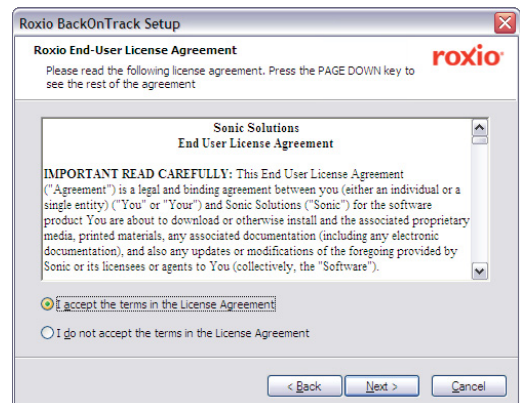 Roxio BackOnTrack Setup
Roxio End-User License Agreement
Please read the following license agreement. Press the PAGE DOWN key to
see the rest of the agreement
roxio
Sonic Solutions
End User License Agreement
IMPORTANT READ CAREFULLY: This End User License Agreement
("Agreement") is a legal and binding agreement between you (either an individual or a
single entity) ("You" or "Your") and Sonic Solutions ("Sonic") for the software
product You are about to download or otherwise install and the associated proprietary
media, printed materials, any associated documentation (including any electronic
documentation), and also any updates or modifications of the foregoing provided by
Sonic or its licensees or agents to You (collectively, the "Software").
I accept the terms in the License Agreement
I do not accept the terms in the License Agreement
< Back Next > Cancel